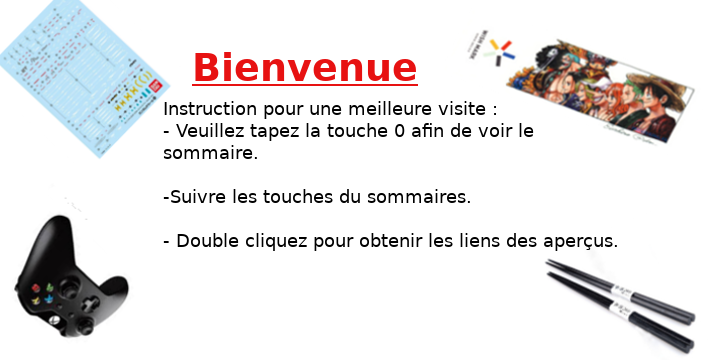 Bienvenue
Instruction pour une meilleure visite :
- Veuillez tapez la touche 0 afin de voir le
sommaire.
-Suivre les touches du sommaires.
- Double cliquez pour obtenir les liens des aperçus.